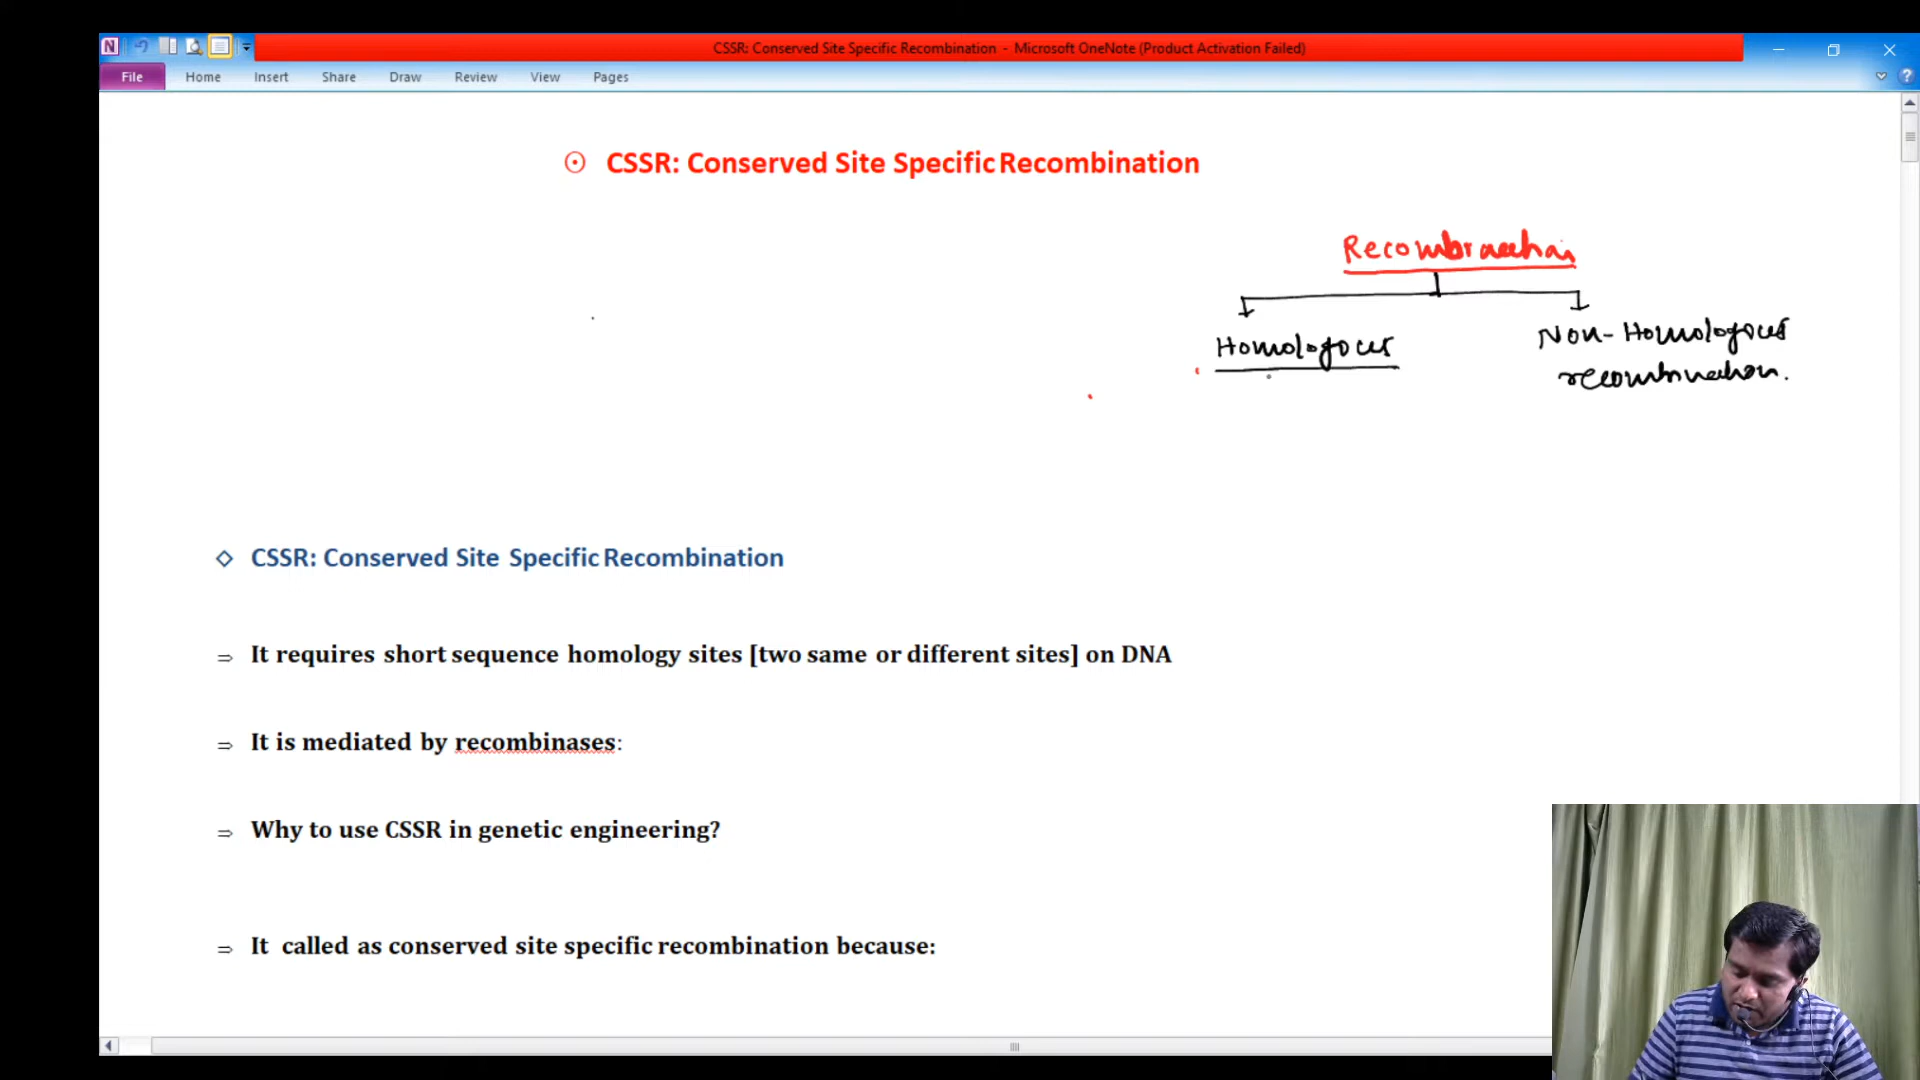 CSSR: Conserved Site Specific Recombination - Microsoft OneNote (Product Activation Failed)
File Home Insert Share Draw Review View Pages
CSSR: Conserved Site Specific Recombination
Recombination
Homologous
Non-Homologous
recombination.
◇ CSSR: Conserved Site Specific Recombination
⇒ It requires short sequence homology sites [two same or different sites] on DNA
⇒ It is mediated by recombinases:
⇒ Why to use CSSR in genetic engineering?
⇒ It called as conserved site specific recombination because: